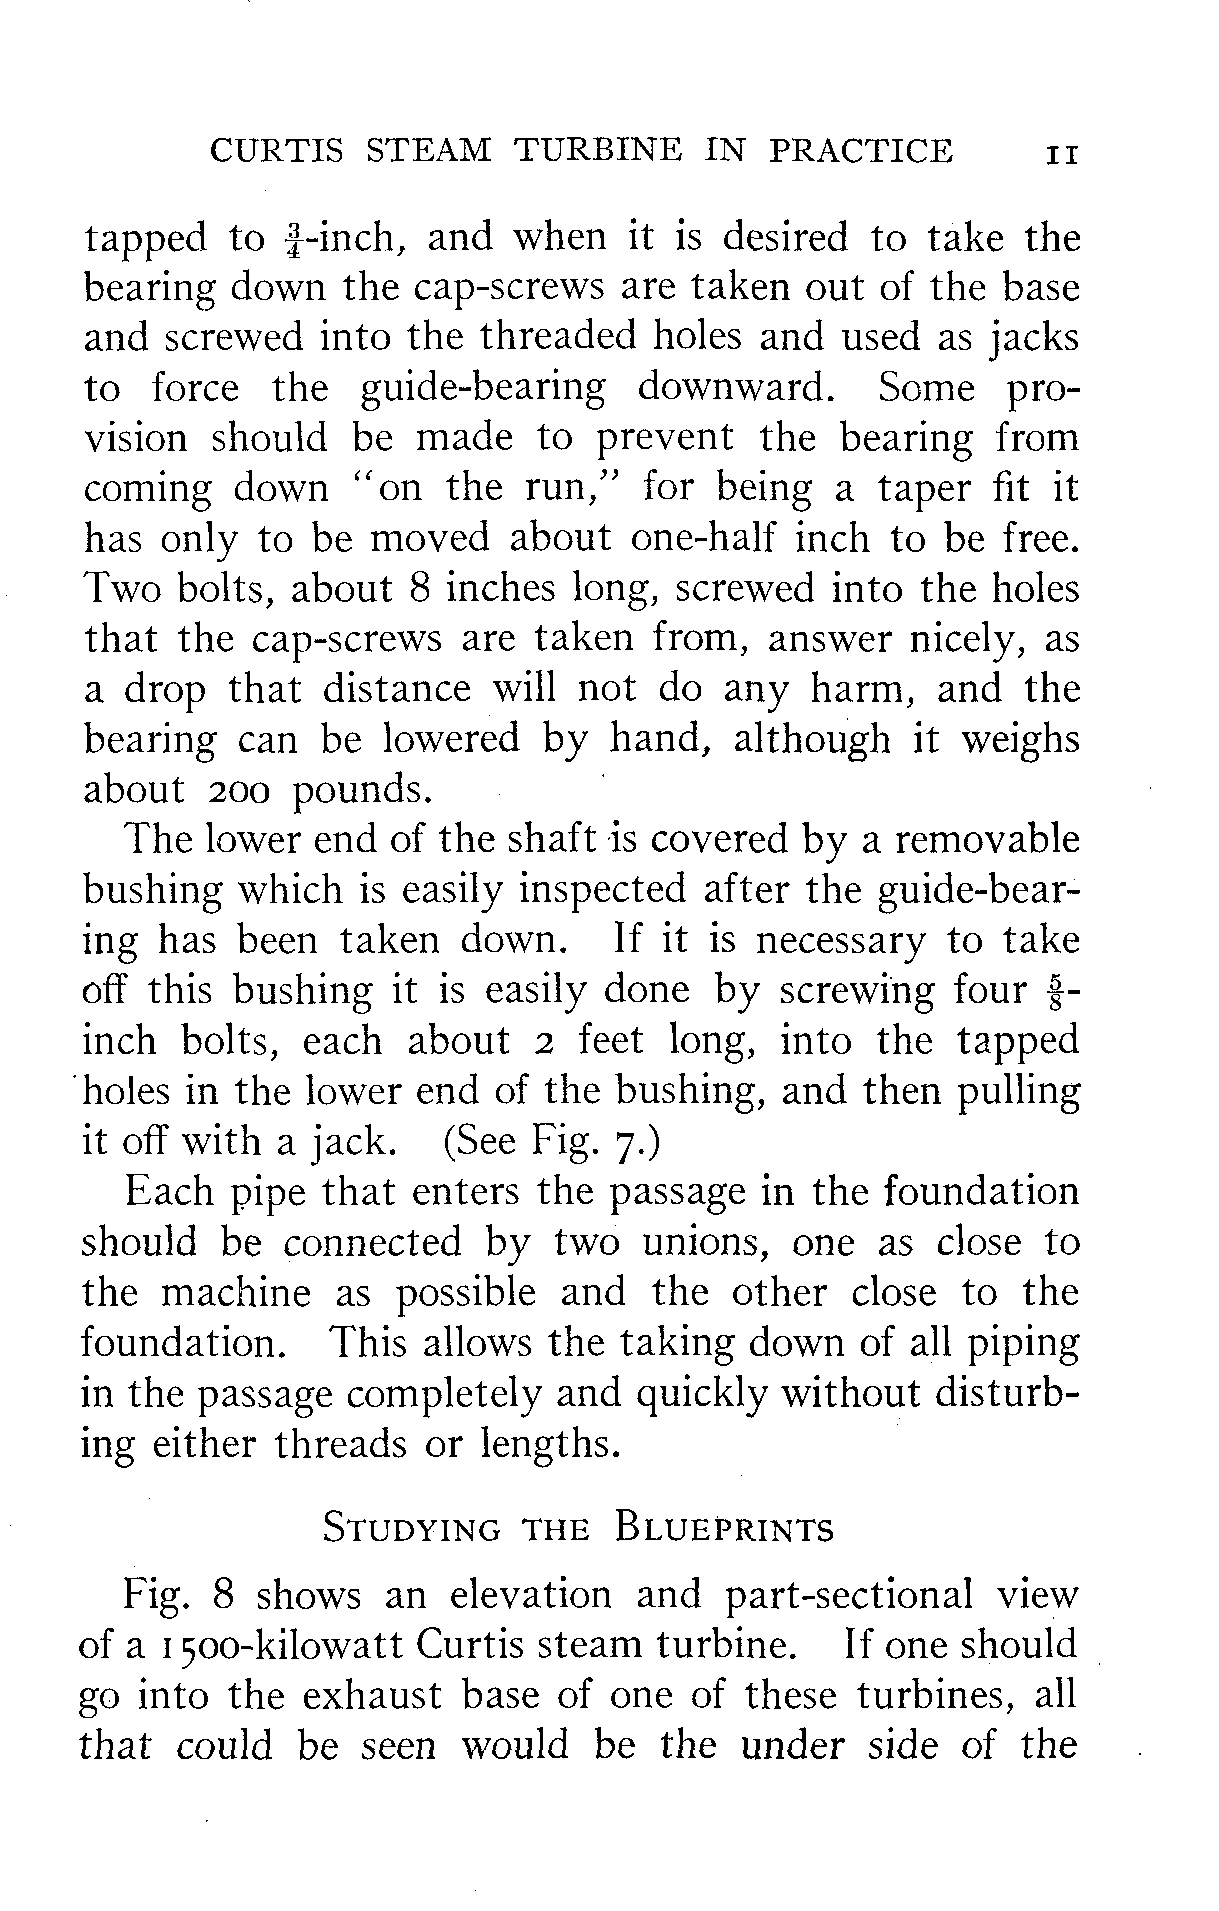 CURTIS STEAM TURBINE IN PRACTICE 11
tapped to ¾-inch, and when it is desired to take the
bearing down the cap-screws are taken out of the base
and screwed into the threaded holes and used as jacks
to force the guide-bearing downward. Some pro-
vision should be made to prevent the bearing from
coming down “on the run,” for being a taper fit it
has only to be moved about one-half inch to be free.
Two bolts, about 8 inches long, screwed into the holes
that the cap-screws are taken from, answer nicely, as
a drop that distance will not do any harm, and the
bearing can be lowered by hand, although it weighs
about 200 pounds.
The lower end of the shaft is covered by a removable
bushing which is easily inspected after the guide-bear-
ing has been taken down. If it is necessary to take
off this bushing it is easily done by screwing four ⅝-
inch bolts, each about 2 feet long, into the tapped
holes in the lower end of the bushing, and then pulling
it off with a jack. (See Fig. 7.)
Each pipe that enters the passage in the foundation
should be connected by two unions, one as close to
the machine as possible and the other close to the
foundation. This allows the taking down of all piping
in the passage completely and quickly without disturb-
ing either threads or lengths.
Studying the Blueprints
Fig. 8 shows an elevation and part-sectional view
of a 1500-kilowatt Curtis steam turbine. If one should
go into the exhaust base of one of these turbines, all
that could be seen would be the under side of the